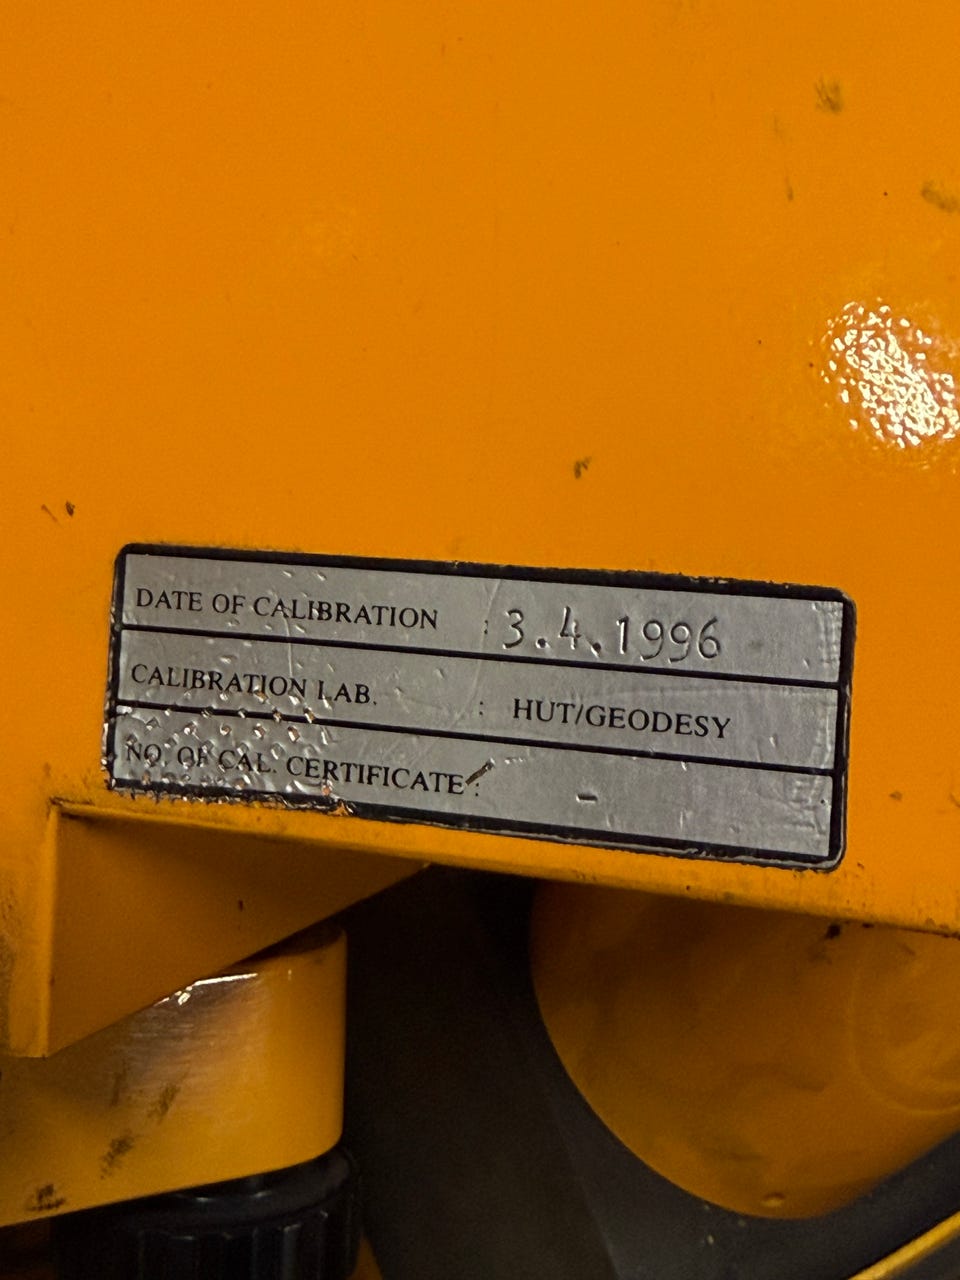 DATE OF CALIBRATION : 3.4.1996
CALIBRATION LAB. : HUT/GEODESY
NO. OF CAL. CERTIFICATE : -